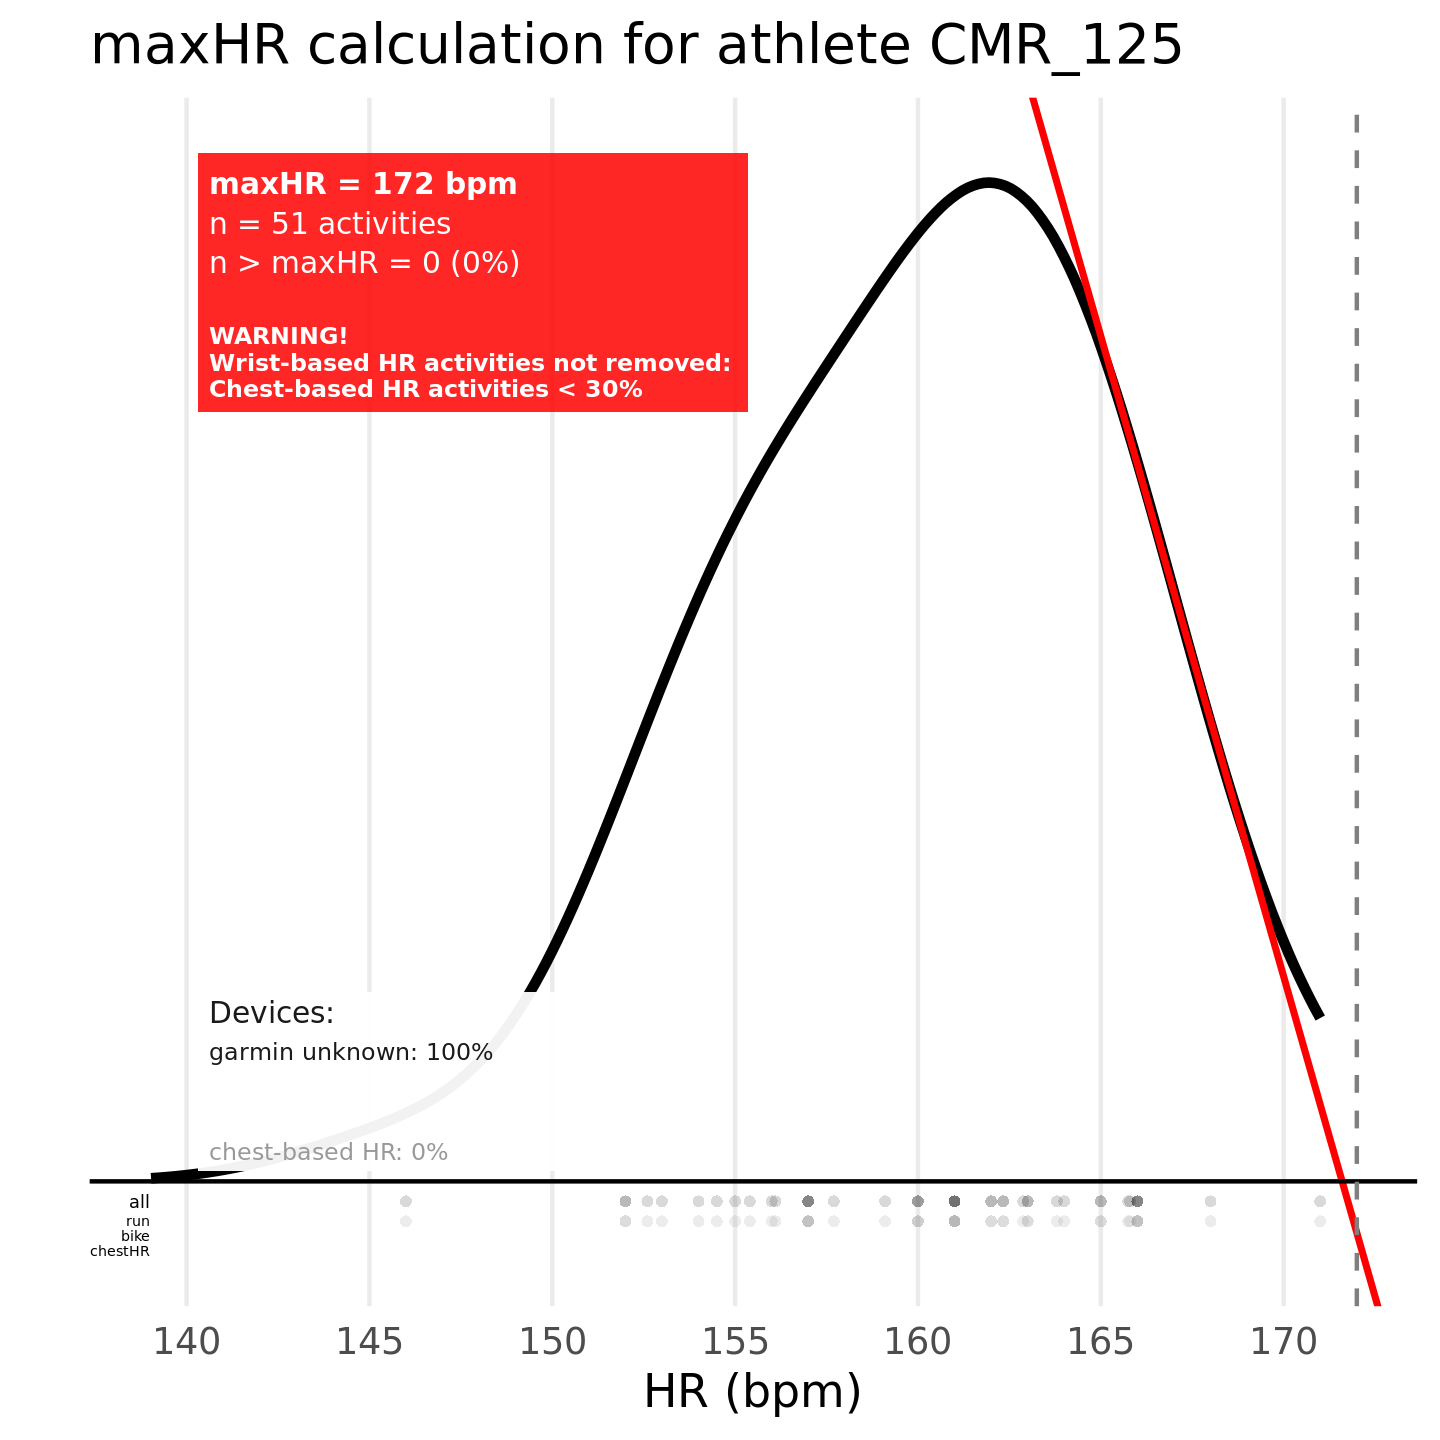 maxHR calculation for athlete CMR_125
maxHR = 172 bpm
n = 51 activities
n > maxHR = 0 (0%)
WARNING!
Wrist-based HR activities not removed:
Chest-based HR activities < 30%
Devices:
garmin unknown: 100%
chest-based HR: 0%
all
run
bike
chestHR
140 145 150 155 160 165 170
HR (bpm)